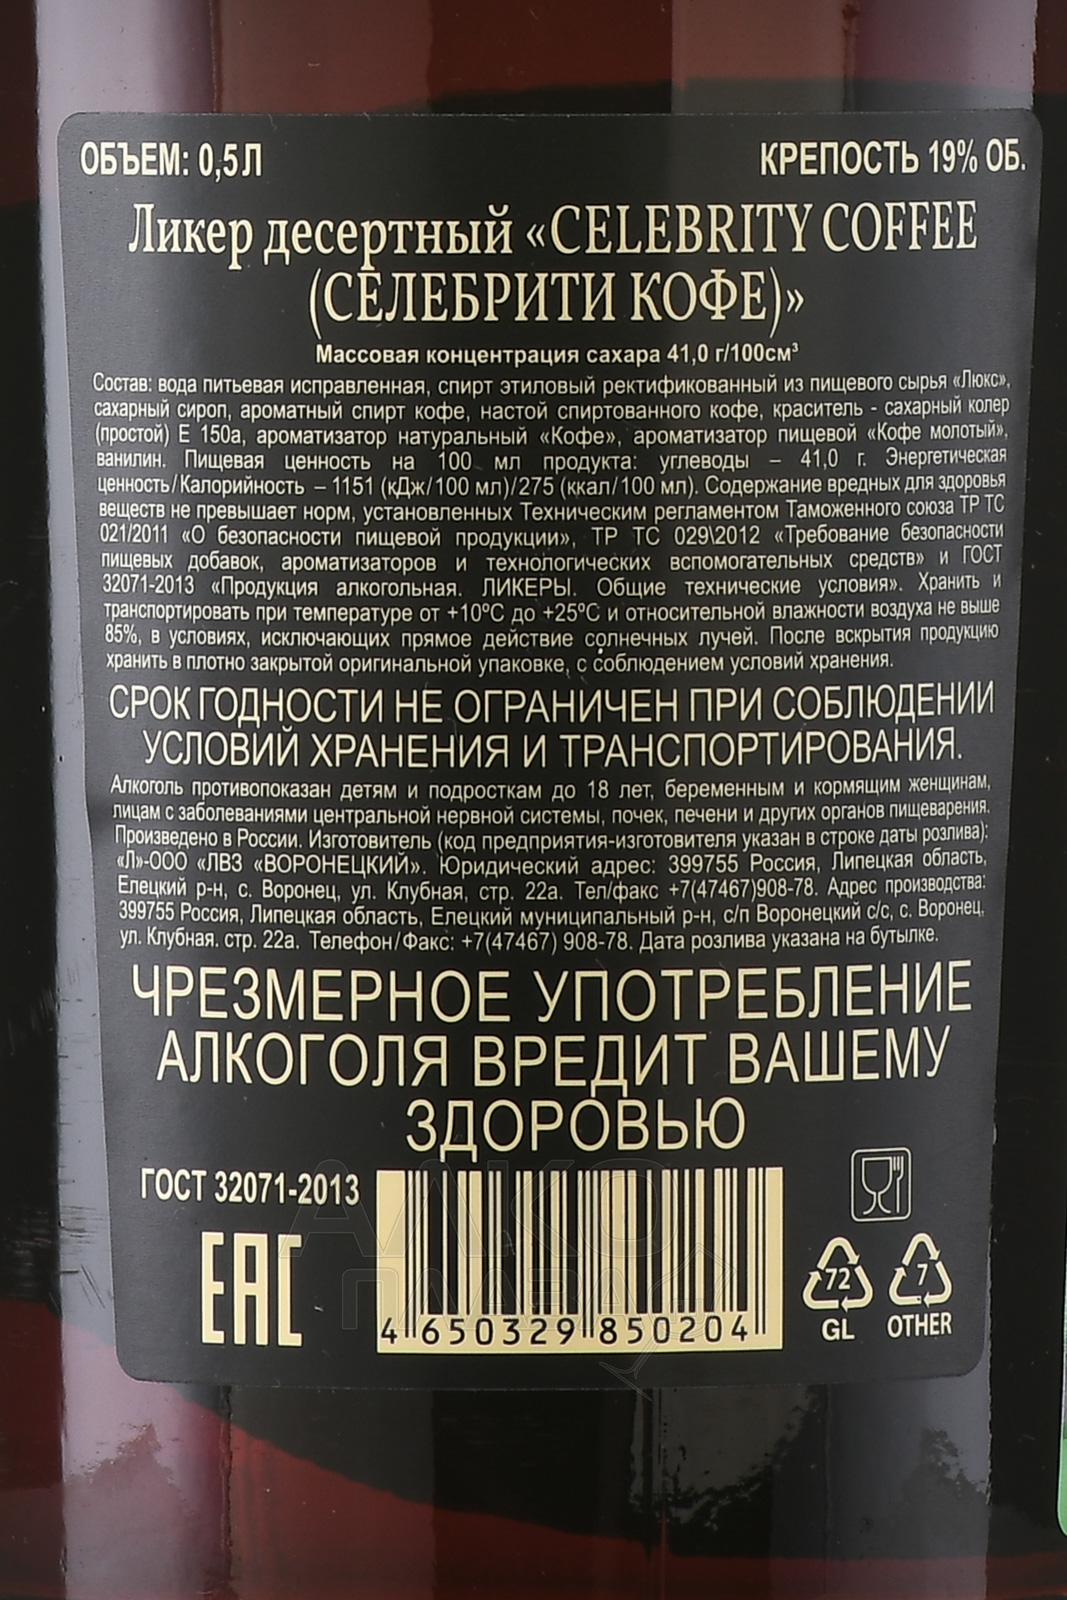 ОБЪЕМ: 0,5Л
КРЕПОСТЬ 19% ОБ.
Ликер десертный «CELEBRITY COFFEE
(СЕЛЕБРИТИ КОФЕ)»
Массовая концентрация сахара 41,0 г/100см³
Состав: вода питьевая исправленная, спирт этиловый ректификованный из пищевого сырья «Люкс»,
сахарный сироп, ароматный спирт кофе, настой спиртованного кофе, краситель - сахарный колер
(простой) Е 150а, ароматизатор натуральный «Кофе», ароматизатор пищевой «Кофе молотый»,
ванилин. Пищевая ценность на 100 мл продукта: углеводы – 41,0 г. Энергетическая
ценность/Калорийность – 1151 (кДж/100 мл)/275 (ккал/100 мл). Содержание вредных для здоровья
веществ не превышает норм, установленных Техническим регламентом Таможенного союза ТР ТС
021/2011 «О безопасности пищевой продукции», ТР ТС 029\2012 «Требование безопасности
пищевых добавок, ароматизаторов и технологических вспомогательных средств» и ГОСТ
32071-2013 «Продукция алкогольная. ЛИКЕРЫ. Общие технические условия». Хранить и
транспортировать при температуре от +10°С до +25°С и относительной влажности воздуха не выше
85%, в условиях, исключающих прямое действие солнечных лучей. После вскрытия продукцию
хранить в плотно закрытой оригинальной упаковке, с соблюдением условий хранения.
СРОК ГОДНОСТИ НЕ ОГРАНИЧЕН ПРИ СОБЛЮДЕНИИ
УСЛОВИЙ ХРАНЕНИЯ И ТРАНСПОРТИРОВАНИЯ.
Алкоголь противопоказан детям и подросткам до 18 лет, беременным и кормящим женщинам,
лицам с заболеваниями центральной нервной системы, почек, печени и других органов пищеварения.
Произведено в России. Изготовитель (код предприятия-изготовителя указан в строке даты розлива):
«Л»-ООО «ЛВЗ «ВОРОНЕЦКИЙ». Юридический адрес: 399755 Россия, Липецкая область,
Елецкий р-н, с. Воронец, ул. Клубная, стр. 22а. Тел/факс +7(47467)908-78. Адрес производства:
399755 Россия, Липецкая область, Елецкий муниципальный р-н, с/п Воронецкий с/с, с. Воронец,
ул. Клубная. стр. 22а. Телефон/Факс: +7(47467) 908-78. Дата розлива указана на бутылке.
ЧРЕЗМЕРНОЕ УПОТРЕБЛЕНИЕ
АЛКОГОЛЯ ВРЕДИТ ВАШЕМУ
ЗДОРОВЬЮ
ГОСТ 32071-2013
EAC
4 650329 850204
72
GL
7
OTHER